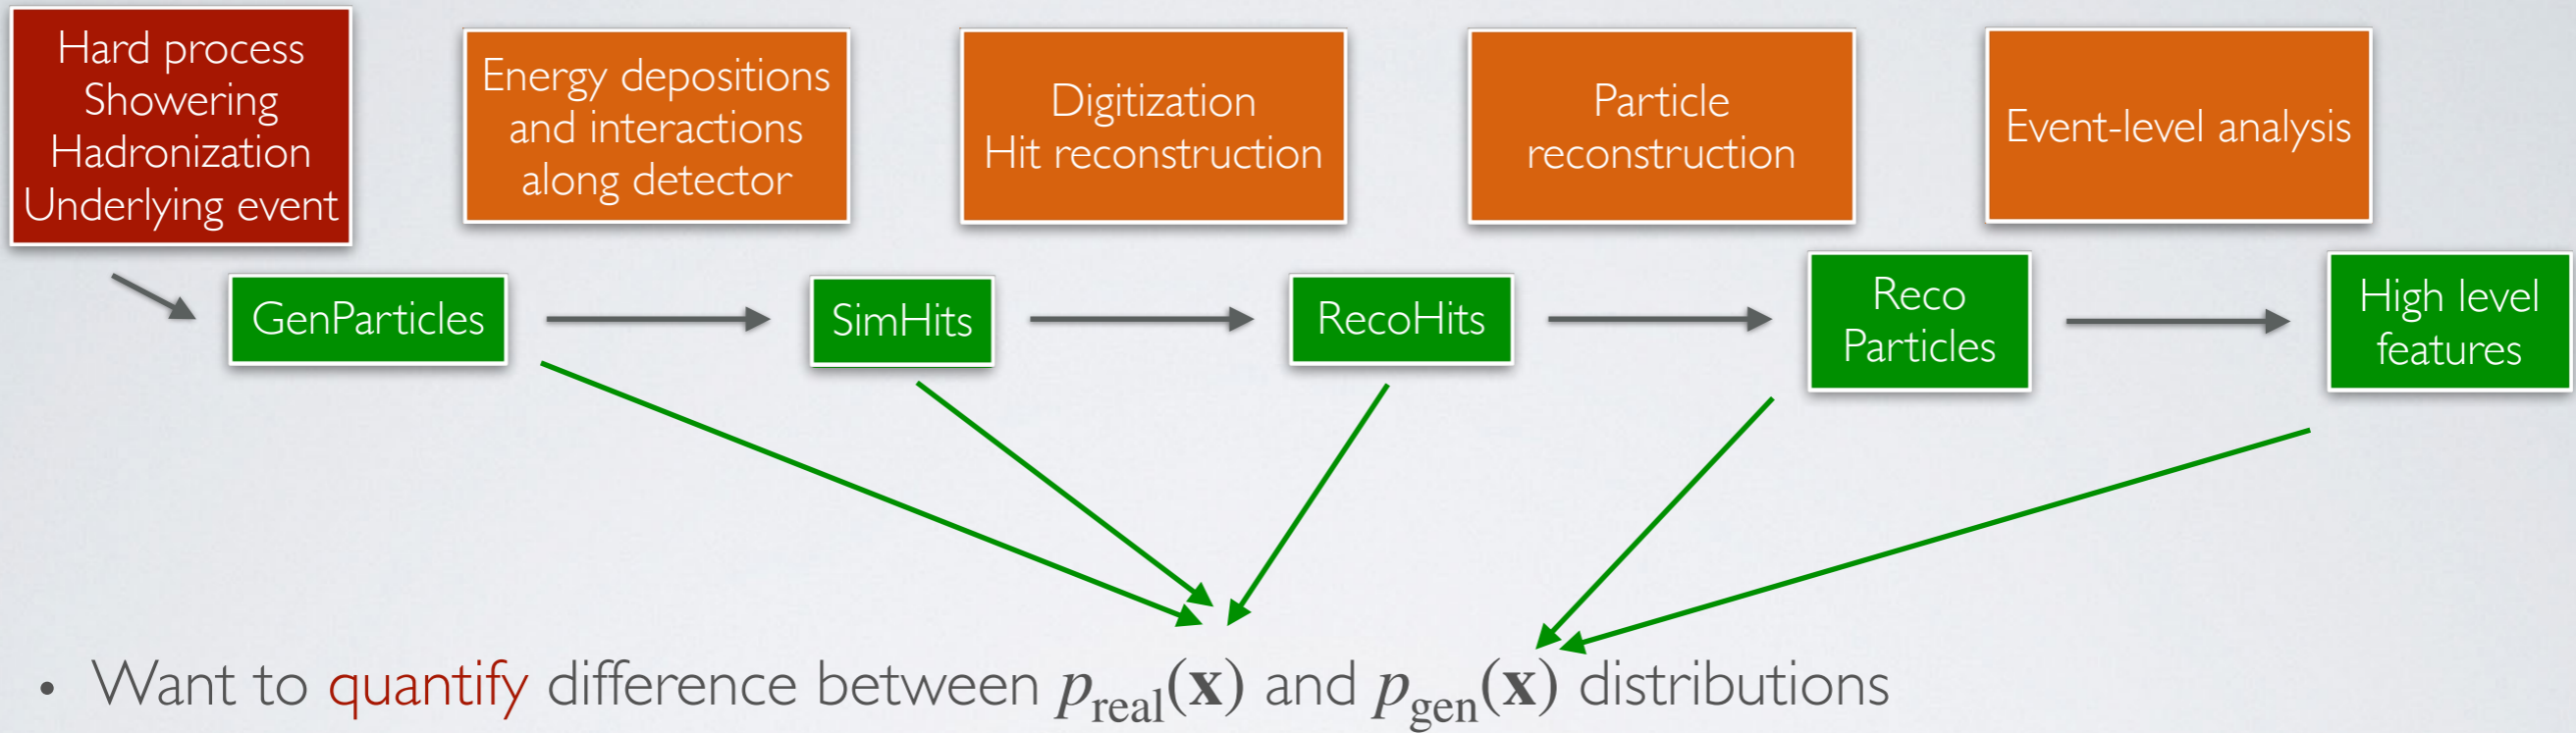 Hard process
Showering
Hadronization
Underlying event
Energy depositions
and interactions
along detector
Digitization
Hit reconstruction
Particle
reconstruction
Event-level analysis
GenParticles
SimHits
RecoHits
Reco
Particles
High level
features
• Want to quantify difference between p_real(x) and p_gen(x) distributions